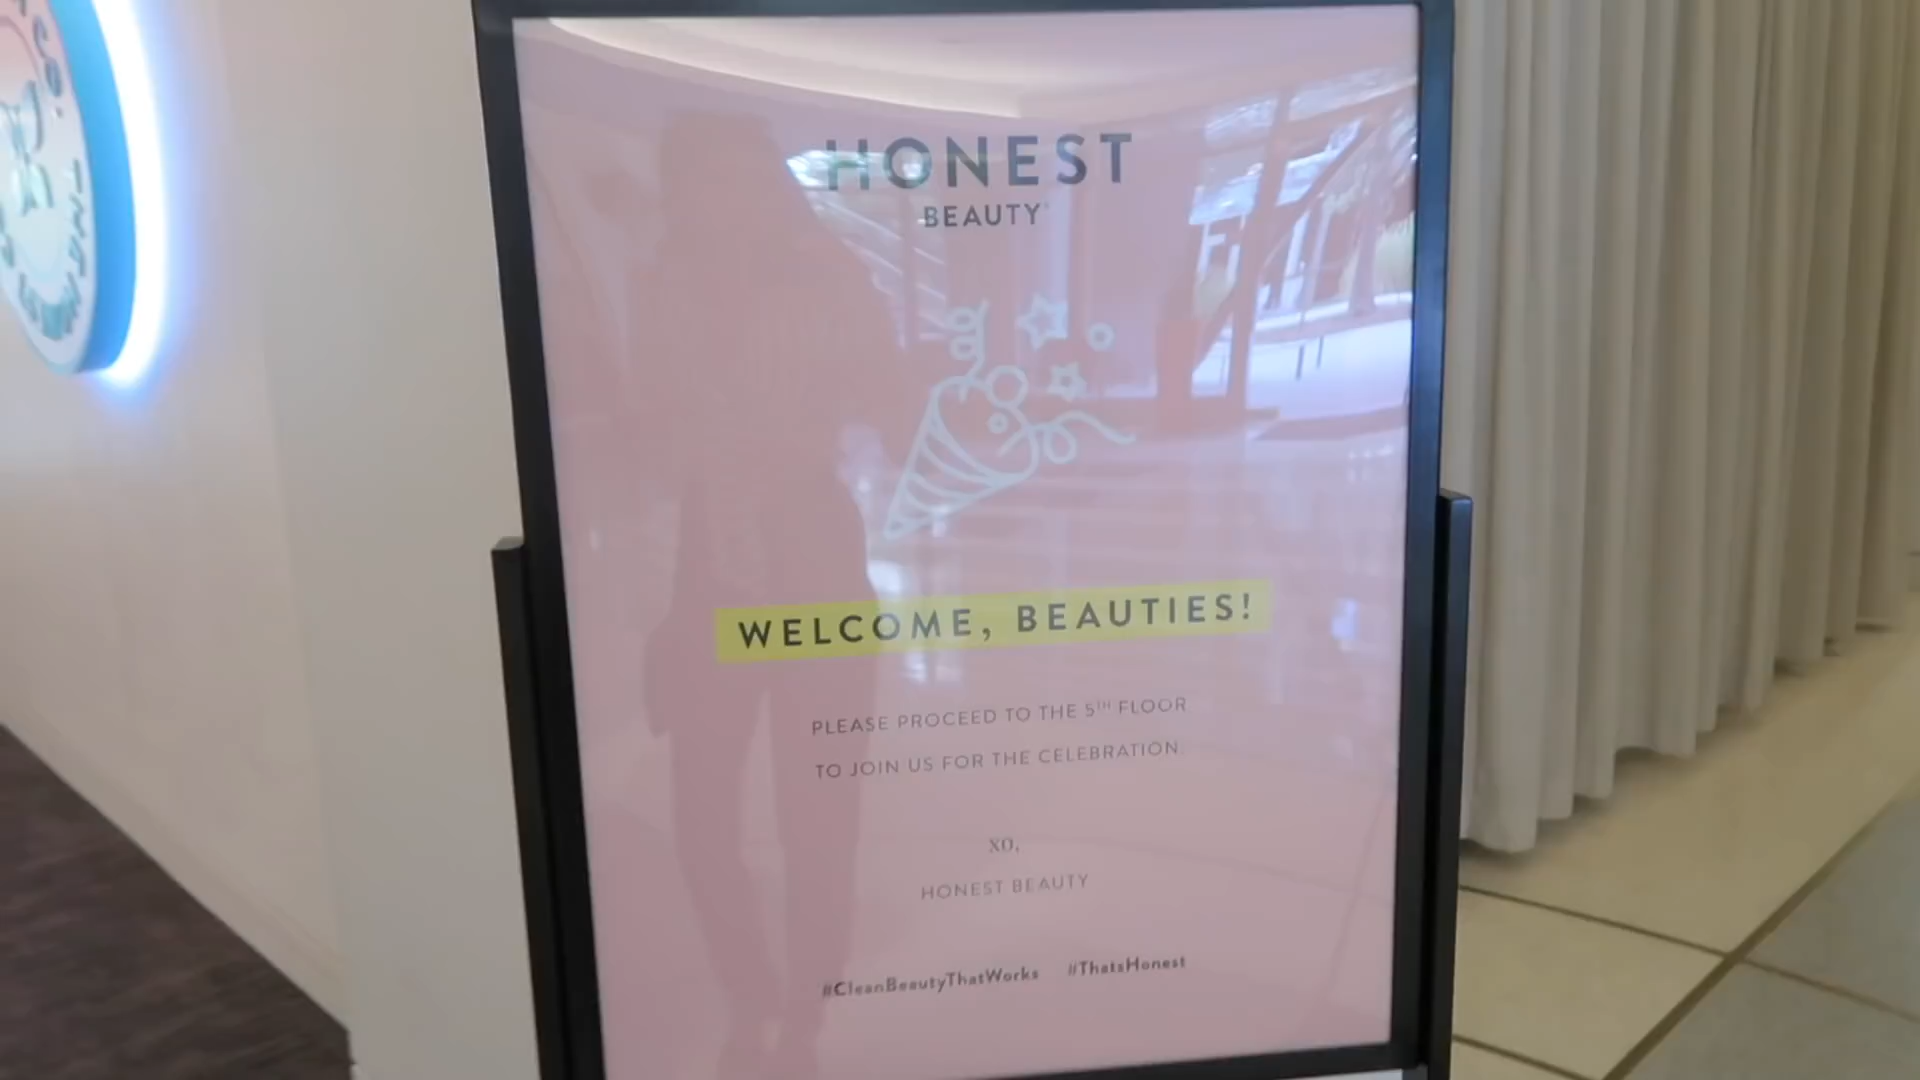 HONEST
BEAUTY
WELCOME, BEAUTIES!
PLEASE PROCEED TO THE 5TH FLOOR
TO JOIN US FOR THE CELEBRATION
XO,
HONEST BEAUTY
#CleanBeautyThatWorks #ThatsHonest